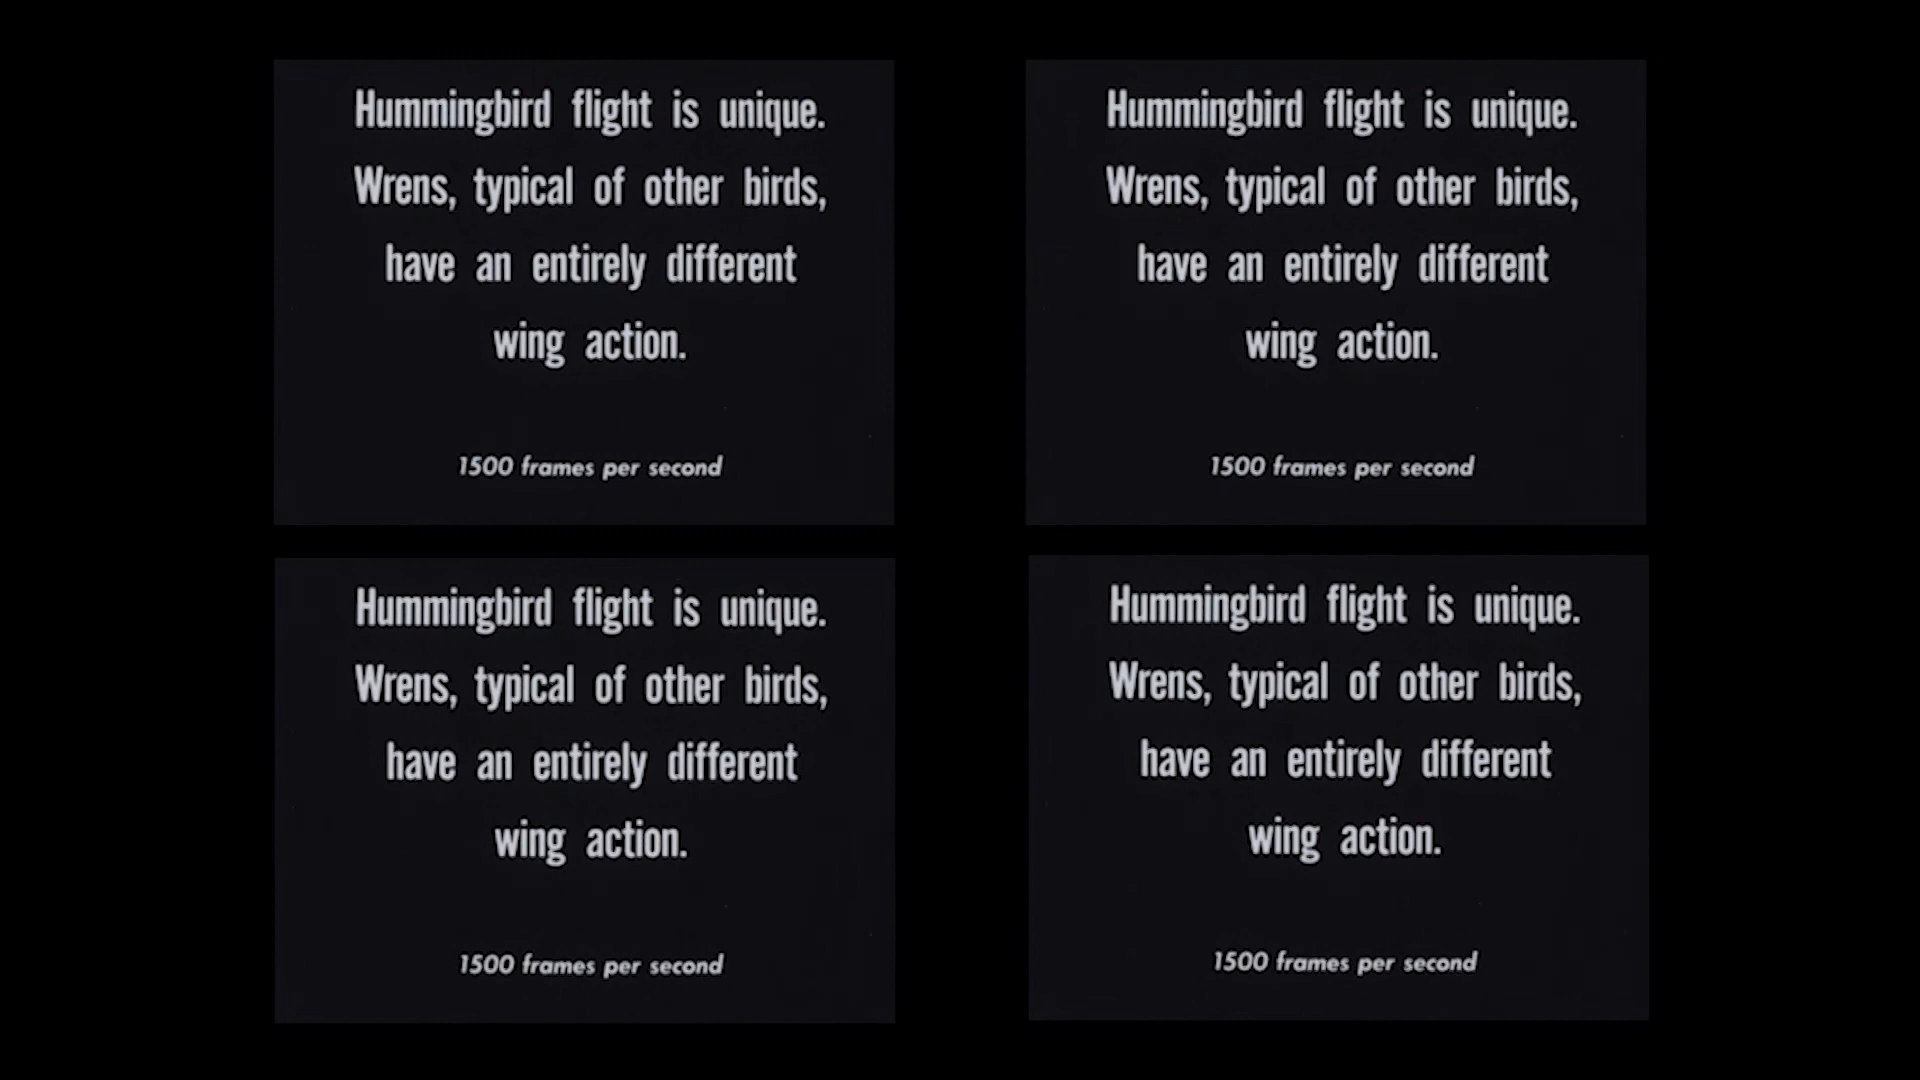 Hummingbird flight is unique.
Wrens, typical of other birds,
have an entirely different
wing action.
1500 frames per second
Hummingbird flight is unique.
Wrens, typical of other birds,
have an entirely different
wing action.
1500 frames per second
Hummingbird flight is unique.
Wrens, typical of other birds,
have an entirely different
wing action.
1500 frames per second
Hummingbird flight is unique.
Wrens, typical of other birds,
have an entirely different
wing action.
1500 frames per second